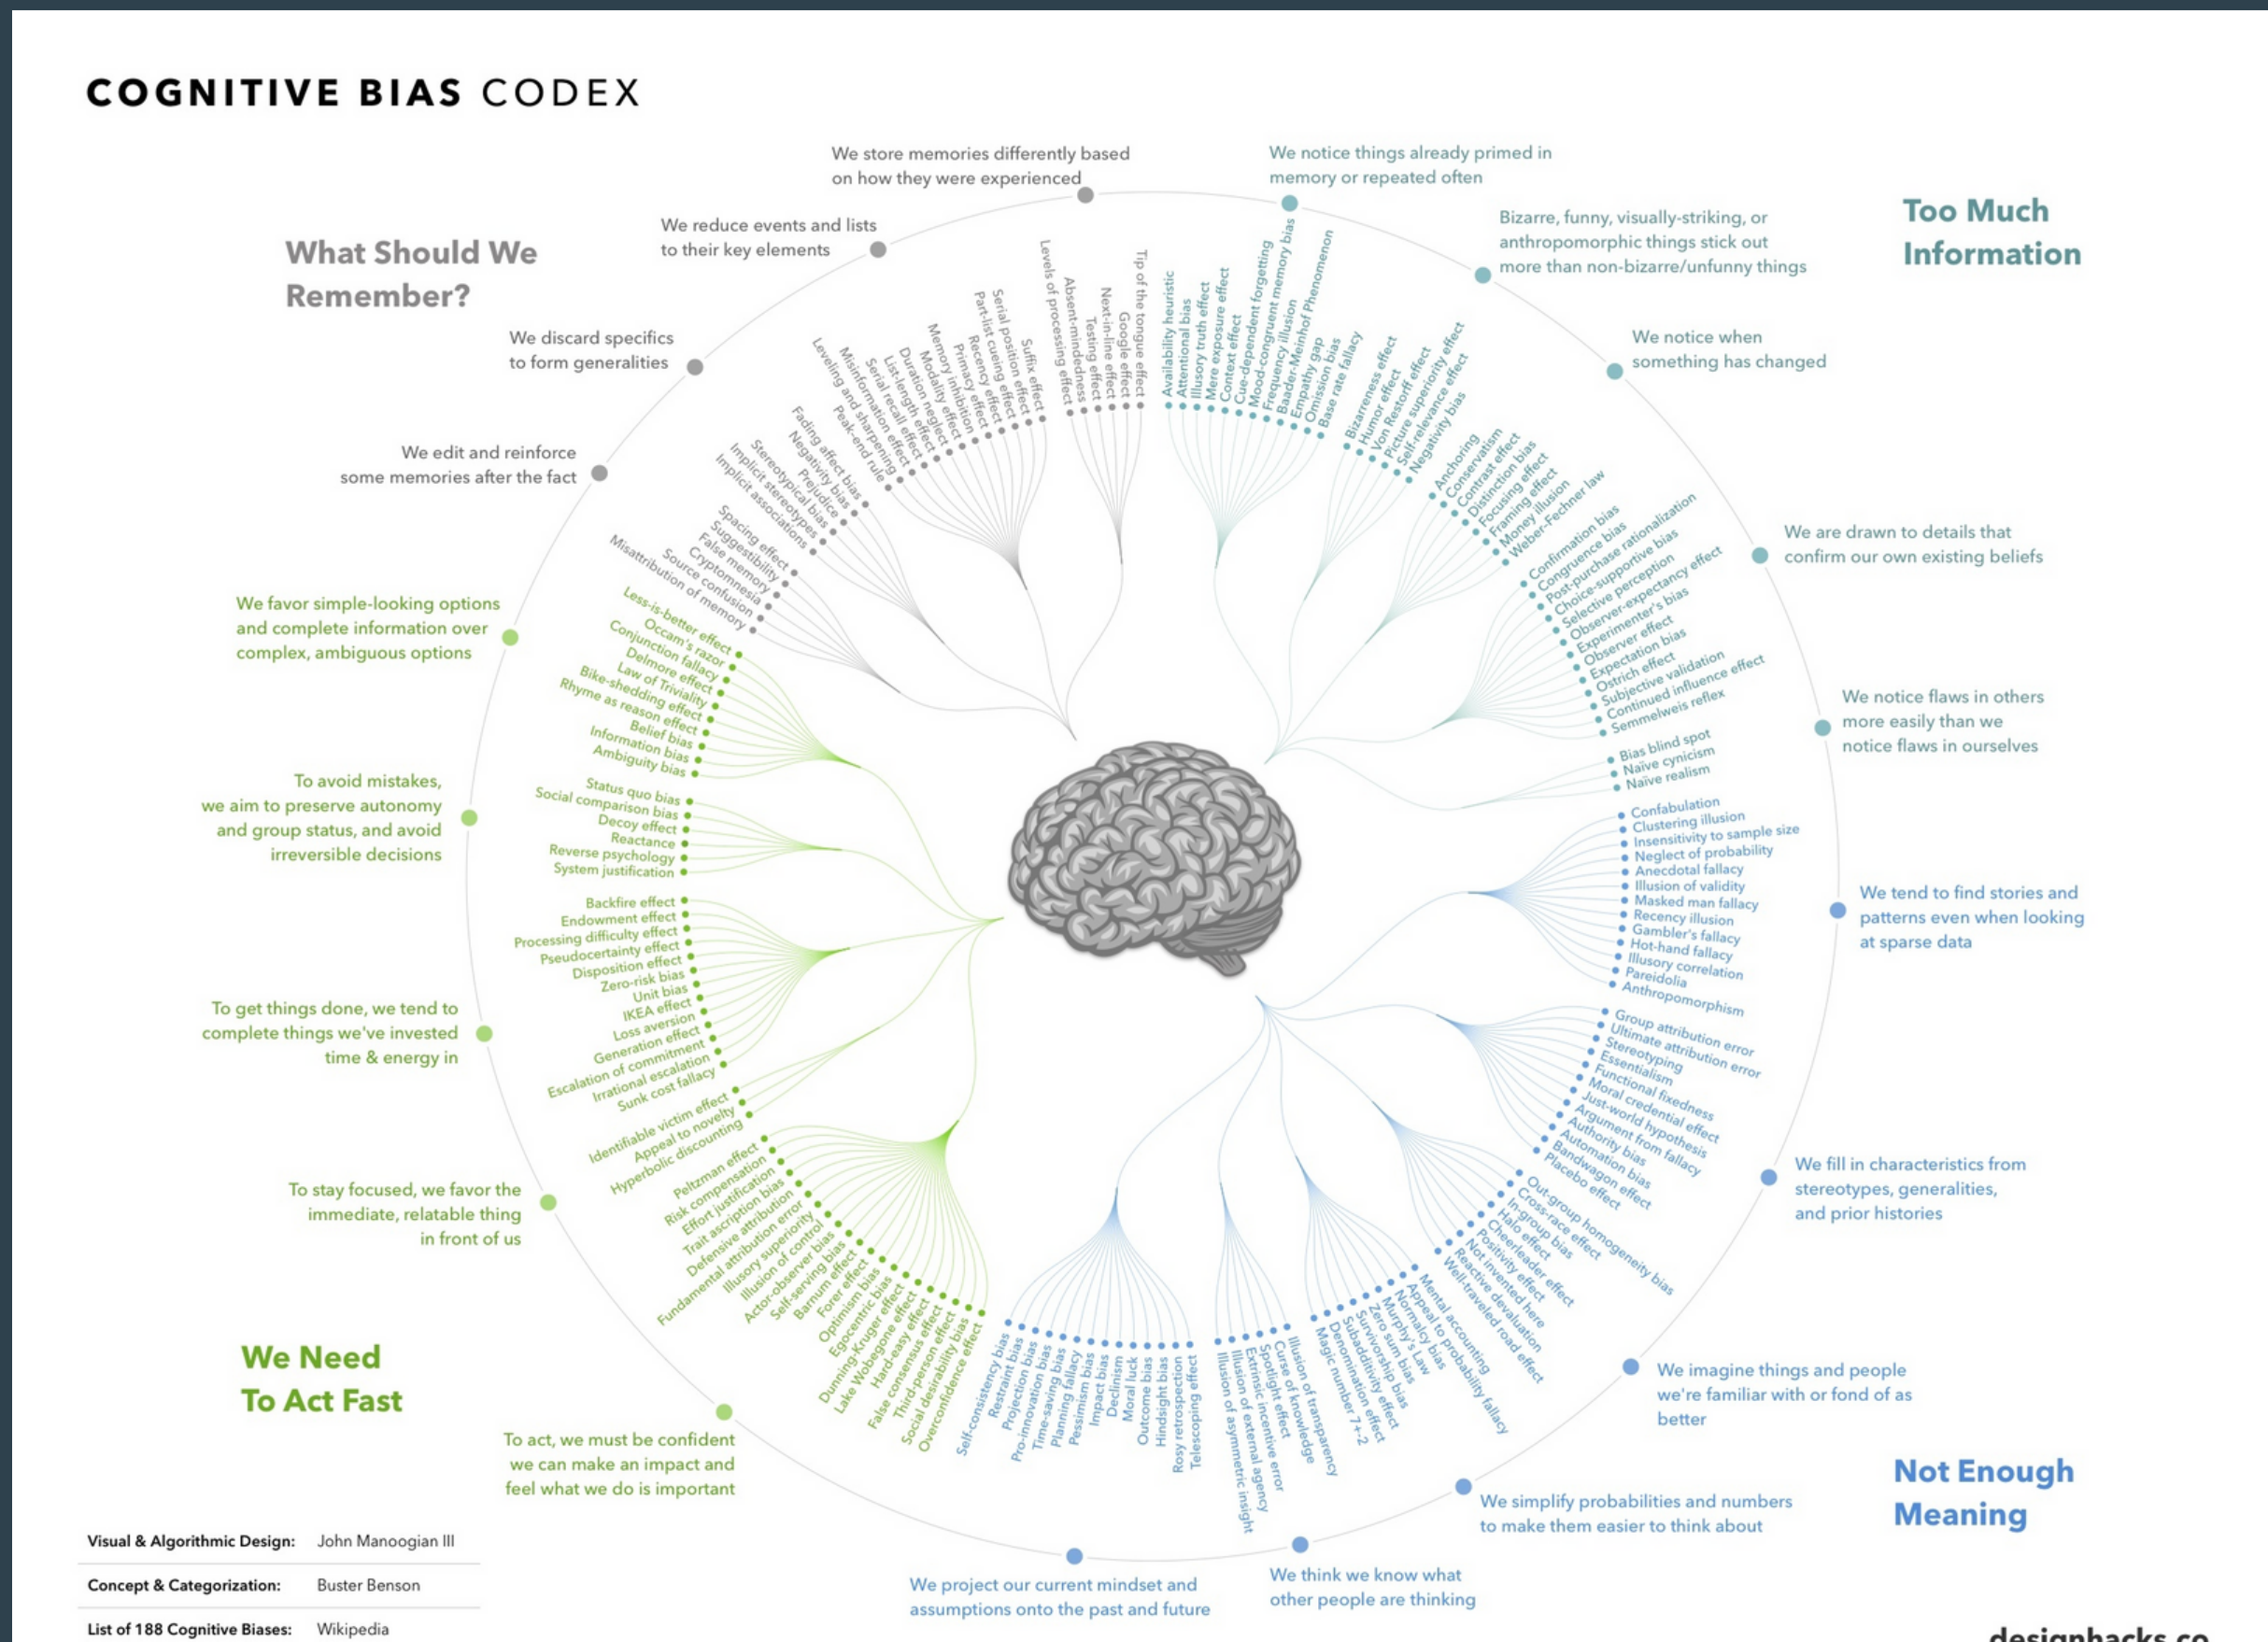 COGNITIVE BIAS CODEX
We store memories differently based
on how they were experienced
We reduce events and lists
to their key elements
What Should We
Remember?
We discard specifics
to form generalities
We edit and reinforce
some memories after the fact
We notice things already primed in
memory or repeated often
Too Much
Information
Bizarre, funny, visually-striking, or
anthropomorphic things stick out
more than non-bizarre/unfunny things
We notice when
something has changed
We are drawn to details that
confirm our own existing beliefs
We notice flaws in others
more easily than we
notice flaws in ourselves
Tip of the tongue effect
Google effect
Next-in-line effect
Testing effect
Absent-mindedness
Levels of processing effect
Suffix effect
Serial position effect
Part-list cueing effect
Recency effect
Primacy effect
Memory inhibition
Modality effect
Duration neglect
List-length effect
Serial recall effect
Misinformation effect
Leveling and sharpening
Peak-end rule
Fading affect bias
Negativity bias
Prejudice
Stereotypical bias
Implicit stereotypes
Implicit associations
Spacing effect
Suggestibility
False memory
Cryptomnesia
Source confusion
Misattribution of memory
Availability heuristic
Attentional bias
Illusory truth effect
Mere exposure effect
Context effect
Cue-dependent forgetting
Mood-congruent memory bias
Frequency illusion
Baader-Meinhof Phenomenon
Empathy gap
Omission bias
Base rate fallacy
Bizarreness effect
Humor effect
Von Restorff effect
Picture superiority effect
Self-relevance effect
Negativity bias
Anchoring
Conservatism
Contrast effect
Distinction bias
Focusing effect
Framing effect
Money illusion
Weber-Fechner law
Confirmation bias
Congruence bias
Post-purchase rationalization
Choice-supportive bias
Selective perception
Observer-expectancy effect
Experimenter's bias
Observer effect
Expectation bias
Ostrich effect
Subjective validation
Continued influence effect
Semmelweis reflex
Bias blind spot
Naïve cynicism
Naïve realism
Confabulation
Clustering illusion
Insensitivity to sample size
Neglect of probability
Anecdotal fallacy
Illusion of validity
Masked man fallacy
Recency illusion
Gambler's fallacy
Hot-hand fallacy
Illusory correlation
Pareidolia
Anthropomorphism
We tend to find stories and
patterns even when looking
at sparse data
Group attribution error
Ultimate attribution error
Stereotyping
Essentialism
Functional fixedness
Moral credential effect
Just-world hypothesis
Argument from fallacy
Authority bias
Automation bias
Bandwagon effect
Placebo effect
We fill in characteristics from
stereotypes, generalities,
and prior histories
Out-group homogeneity bias
Cross-race effect
In-group bias
Halo effect
Cheerleader effect
Positivity effect
Not invented here
Reactive devaluation
Well-traveled road effect
We imagine things and people
we're familiar with or fond of as
better
Mental accounting
Appeal to probability fallacy
Normalcy bias
Murphy's Law
Zero sum bias
Survivorship bias
Subadditivity effect
Denomination effect
Magic number 7+-2
We simplify probabilities and numbers
to make them easier to think about
Not Enough
Meaning
Illusion of transparency
Curse of knowledge
Spotlight effect
Extrinsic incentive error
Illusion of external agency
Illusion of asymmetric insight
We think we know what
other people are thinking
Telescoping effect
Rosy retrospection
Hindsight bias
Outcome bias
Moral luck
Declinism
Impact bias
Pessimism bias
Planning fallacy
Time-saving bias
Pro-innovation bias
Projection bias
Restraint bias
Self-consistency bias
We project our current mindset and
assumptions onto the past and future
We favor simple-looking options
and complete information over
complex, ambiguous options
Less-is-better effect
Occam's razor
Conjunction fallacy
Delmore effect
Law of Triviality
Bike-shedding effect
Rhyme as reason effect
Belief bias
Information bias
Ambiguity bias
To avoid mistakes,
we aim to preserve autonomy
and group status, and avoid
irreversible decisions
Status quo bias
Social comparison bias
Decoy effect
Reactance
Reverse psychology
System justification
To get things done, we tend to
complete things we've invested
time & energy in
Backfire effect
Endowment effect
Processing difficulty effect
Pseudocertainty effect
Disposition effect
Zero-risk bias
Unit bias
IKEA effect
Loss aversion
Generation effect
Escalation of commitment
Irrational escalation
Sunk cost fallacy
To stay focused, we favor the
immediate, relatable thing
in front of us
Identifiable victim effect
Appeal to novelty
Hyperbolic discounting
Peltzman effect
Risk compensation
Effort justification
Trait ascription bias
Defensive attribution
Fundamental attribution error
Illusory superiority
Illusion of control
Actor-observer bias
Self-serving bias
Barnum effect
Forer effect
Optimism bias
Egocentric bias
Dunning-Kruger effect
Lake Wobegone effect
Hard-easy effect
False consensus effect
Third-person effect
Social desirability bias
Overconfidence effect
We Need
To Act Fast
To act, we must be confident
we can make an impact and
feel what we do is important
Visual & Algorithmic Design: John Manoogian III
Concept & Categorization: Buster Benson
List of 188 Cognitive Biases: Wikipedia
designhacks.co